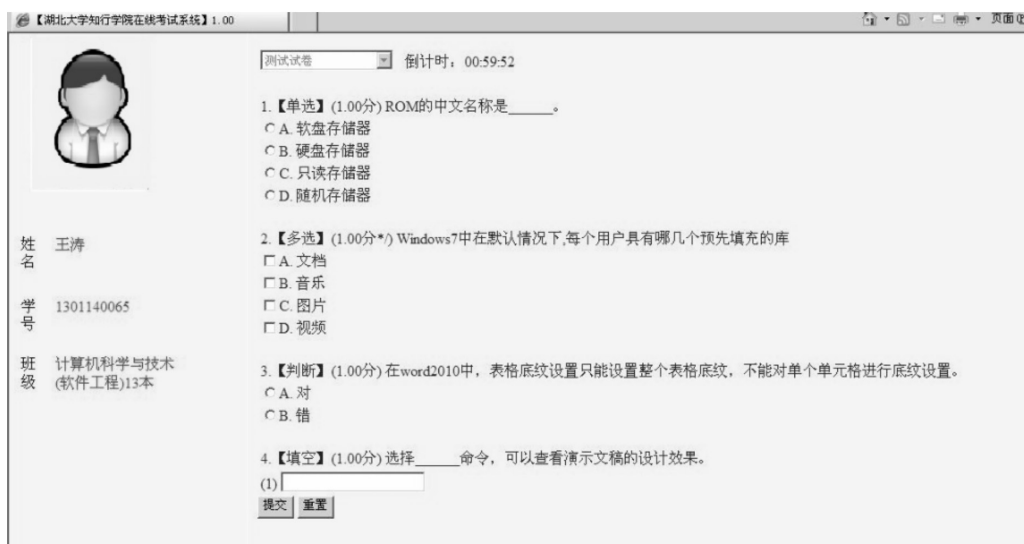 【湖北大学知行学院在线考试系统】1.00
页面
测试试卷
倒计时：00:59:52
1.【单选】(1.00分) ROM的中文名称是______。
A. 软盘存储器
B. 硬盘存储器
C. 只读存储器
D. 随机存储器
2.【多选】(1.00分*/) Windows7中在默认情况下,每个用户具有哪几个预先填充的库
A. 文档
B. 音乐
C. 图片
D. 视频
3.【判断】(1.00分) 在word2010中，表格底纹设置只能设置整个表格底纹，不能对单个单元格进行底纹设置。
A. 对
B. 错
4.【填空】(1.00分) 选择______命令，可以查看演示文稿的设计效果。
(1)
提交 重置
姓名 王涛
学号 1301140065
班级 计算机科学与技术
(软件工程)13本